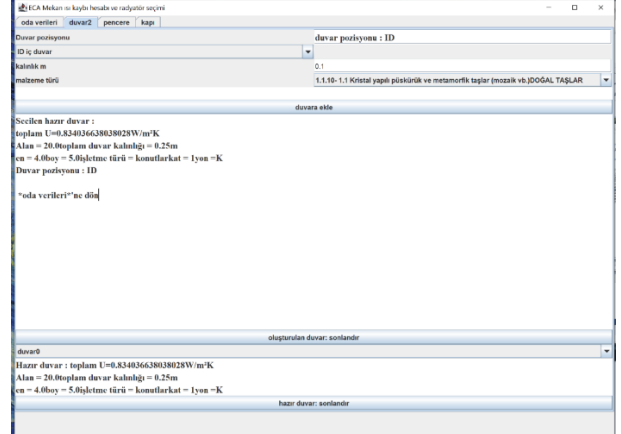 ECA Mekan ısı kaybı hesabı ve radyatör seçimi
oda verileri duvar2 pencere kapı
Duvar pozisyonu duvar pozisyonu : ID
ID iç duvar
kalınlık m 0.1
malzeme türü 1.1.10- 1.1 Kristal yapılı püskürük ve metamorfik taşlar (mozaik vb.)DOĞAL TAŞLAR
duvara ekle
Secilen hazır duvar :
toplam U=0.834036638038028W/m²K
Alan = 20.0toplam duvar kalınlığı = 0.25m
en = 4.0boy = 5.0işletme türü = konutlarkat = 1yon =K
Duvar pozisyonu : ID
"oda verileri"'ne dön
oluşturulan duvar: sonlandır
duvar0
Hazır duvar : toplam U=0.834036638038028W/m²K
Alan = 20.0toplam duvar kalınlığı = 0.25m
en = 4.0boy = 5.0işletme türü = konutlarkat = 1yon =K
hazır duvar: sonlandır